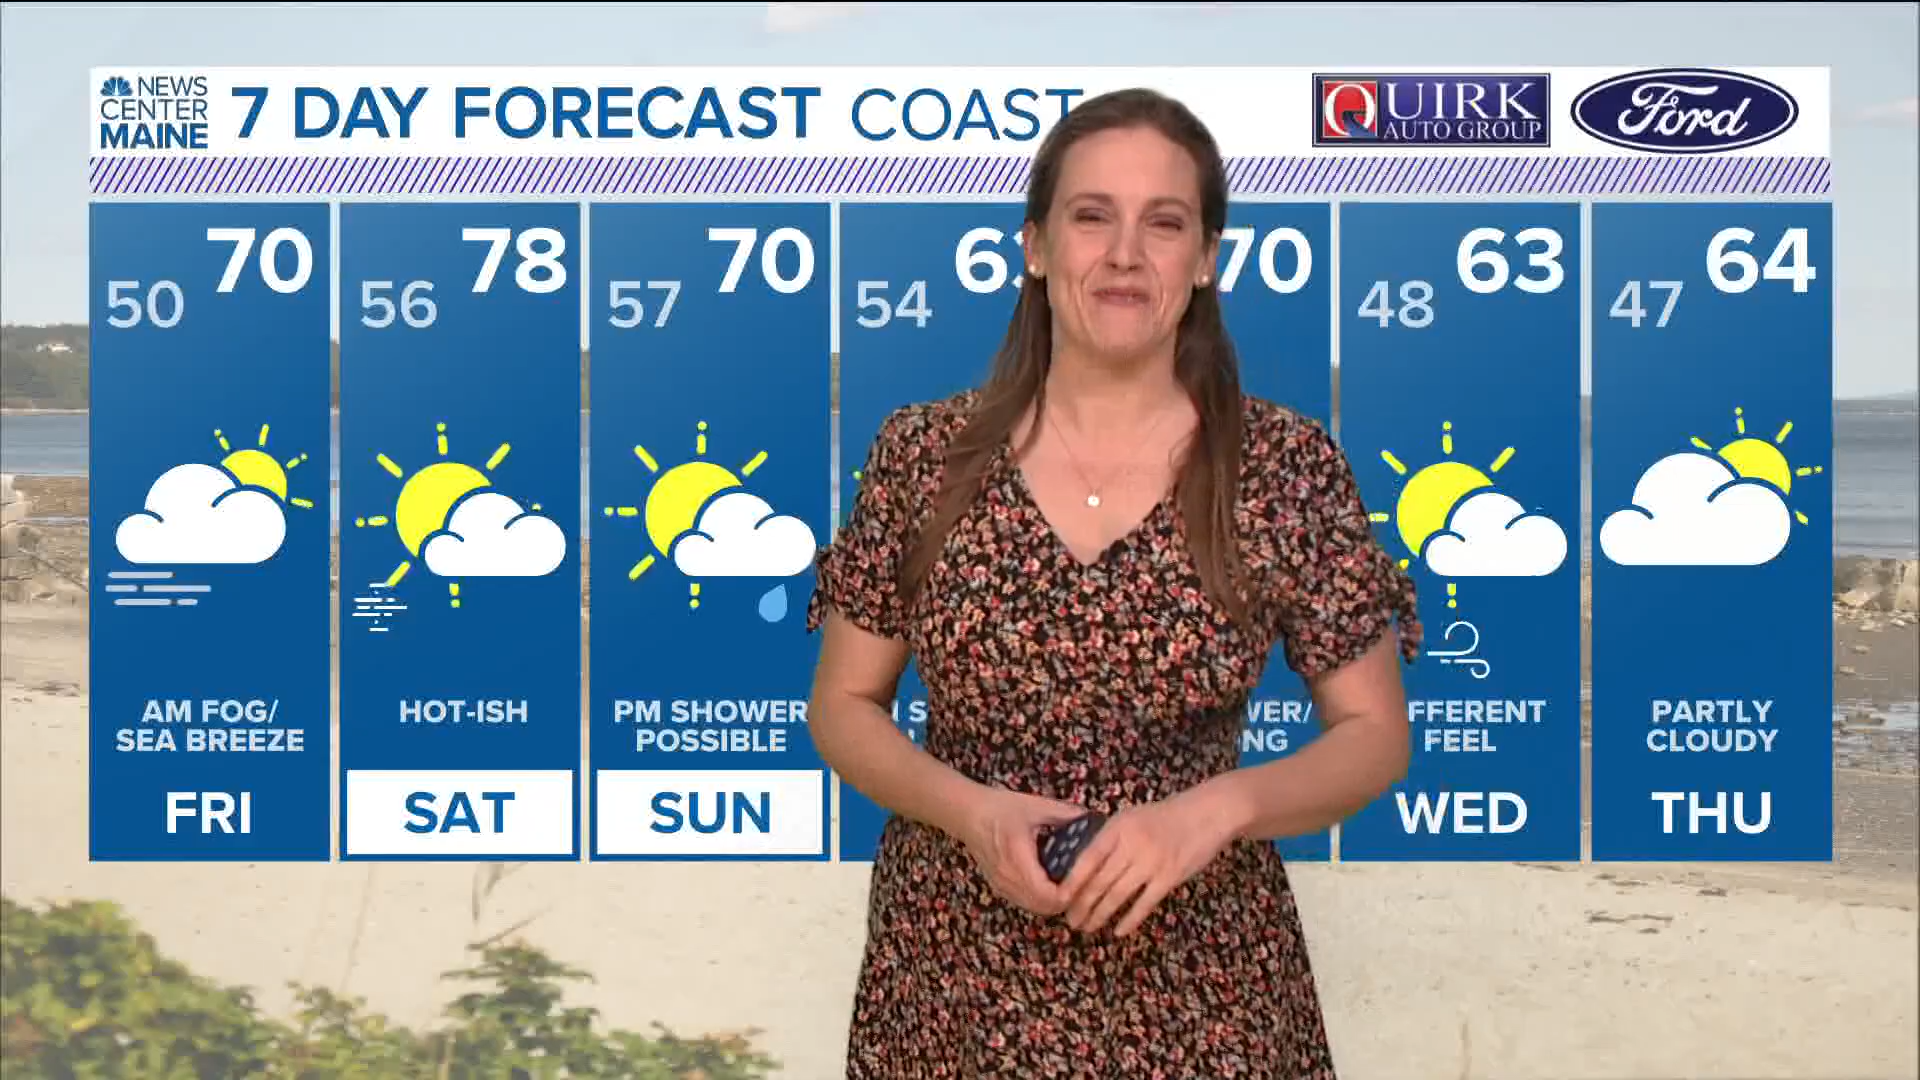 NEWS
CENTER
MAINE
7 DAY FORECAST COAST
QUIRK
AUTO GROUP
Ford
50 70
56 78
57 70
54
70
48 63
47 64
AM FOG/
SEA BREEZE
HOT-ISH
PM SHOWER
POSSIBLE
PARTLY
CLOUDY
FEEL
FRI
SAT
SUN
WED
THU